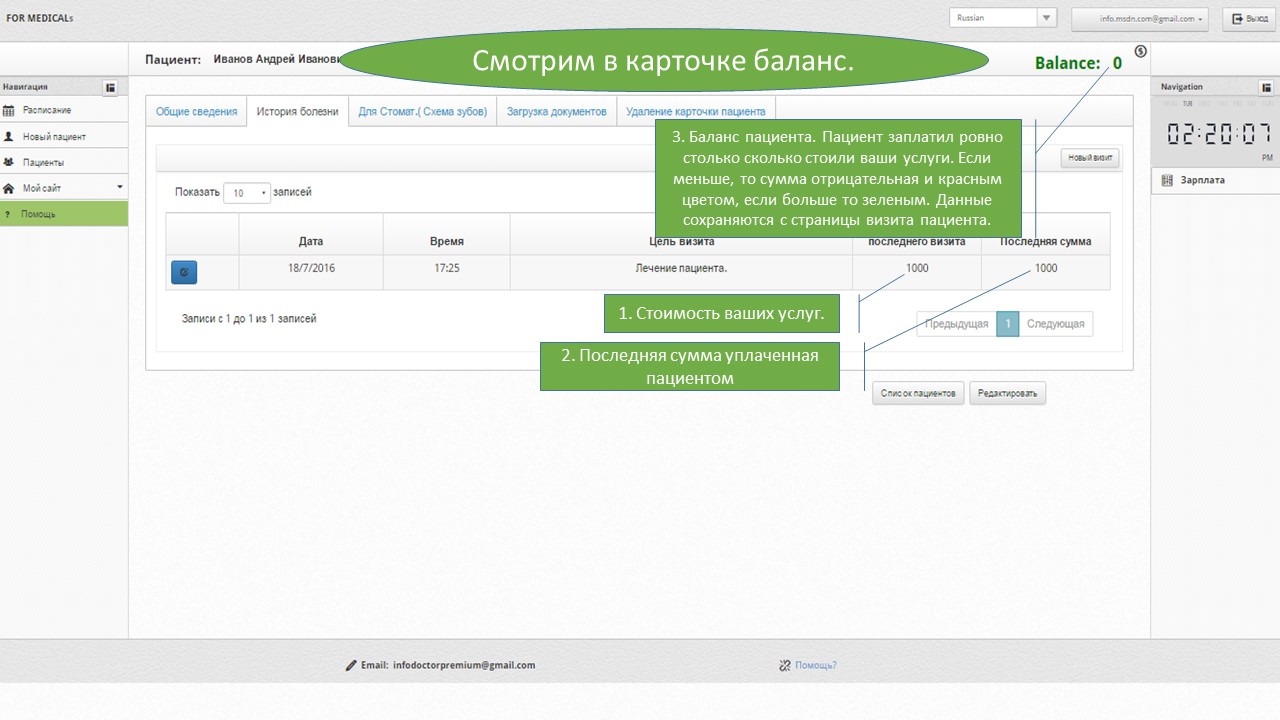 FOR MEDICALs
Russian
info.msdn.com@gmail.com
Выход
Смотрим в карточке баланс.
Пациент: Иванов Андрей Иванови
Balance: 0
Навигация
Расписание
Новый пациент
Пациенты
Мой сайт
? Помощь
Общие сведения
История болезни
Для Стомат.( Схема зубов)
Загрузка документов
Удаление карточки пациента
3. Баланс пациента. Пациент заплатил ровно
столько сколько стоили ваши услуги. Если
меньше, то сумма отрицательная и красным
цветом, если больше то зеленым. Данные
сохраняются с страницы визита пациента.
Новый визит
Показать 10 записей
Дата
Время
Цель визита
последнего визита
Последняя сумма
18/7/2016
17:25
Лечение пациента.
1000
1000
1. Стоимость ваших услуг.
Записи с 1 до 1 из 1 записей
Предыдущая
1
Следующая
2. Последняя сумма уплаченная
пациентом
Список пациентов
Редактировать
Navigation
TUE
02:20:07
PM
Зарплата
Email: infodoctorpremium@gmail.com
Помощь?